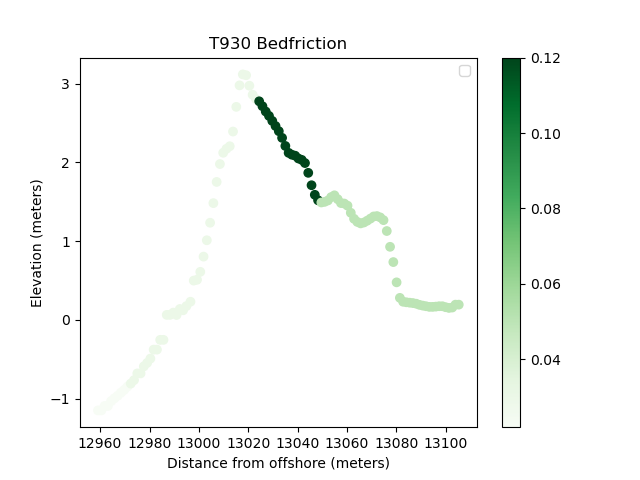 T930 Bedfriction
3
2
1
0
−1
Elevation (meters)
12960 12980 13000 13020 13040 13060 13080 13100
Distance from offshore (meters)
0.12
0.10
0.08
0.06
0.04